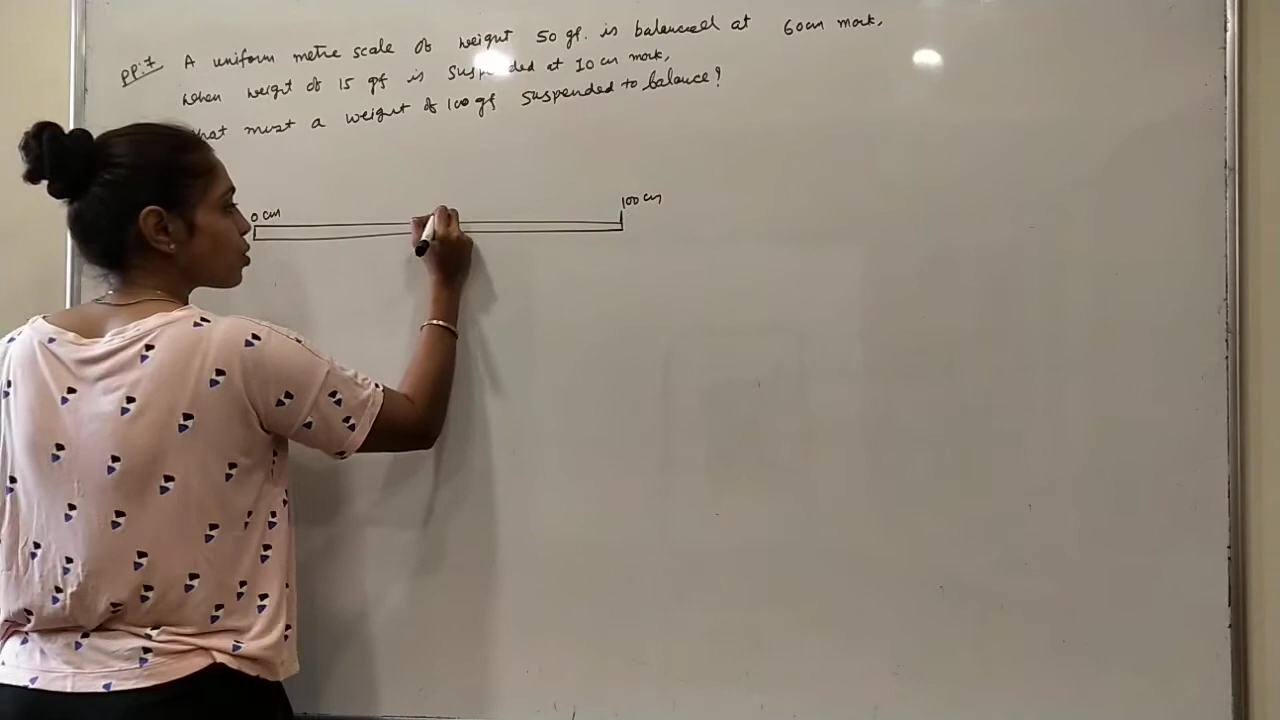 PP:7 A uniform metre scale of weight 50 gf. is balanced at 60cm mark,
When weight of 15 gf is suspended at 10 cm mark,
hat must a weight of 100 gf suspended to balance?
0 cm
100 cm